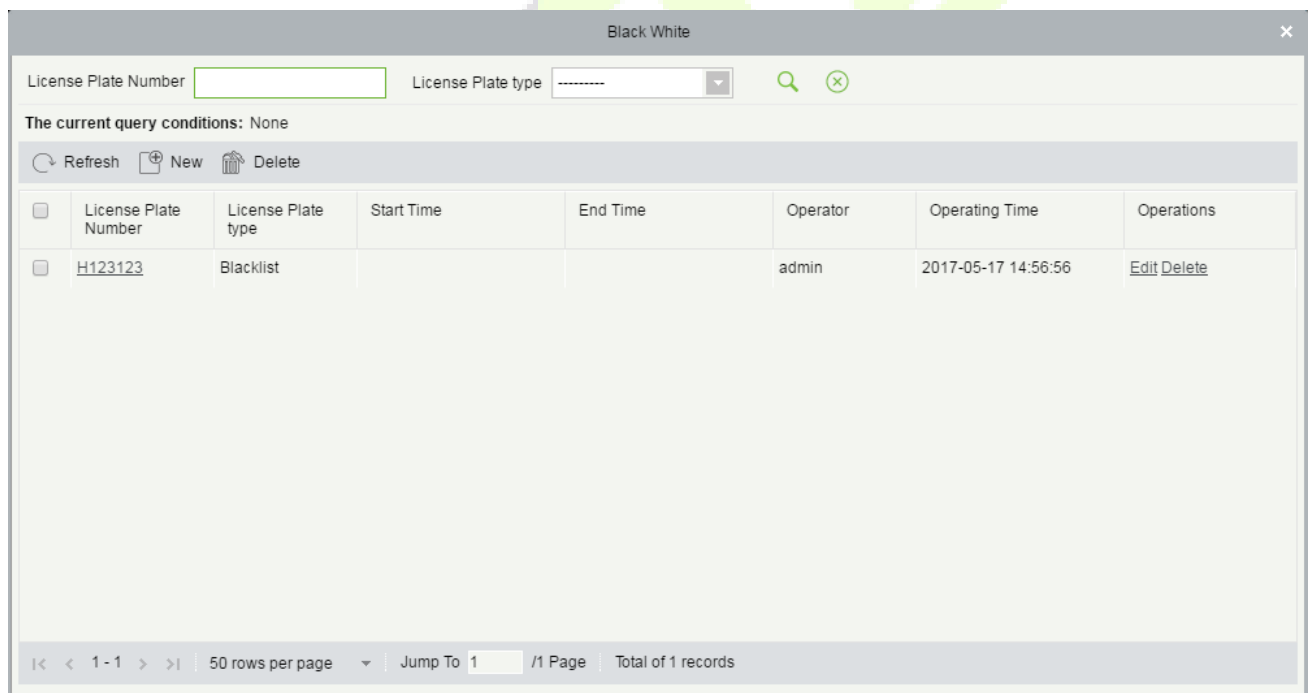 Black White
License Plate Number License Plate type ---------
The current query conditions: None
Refresh New Delete
License Plate Number License Plate type Start Time End Time Operator Operating Time Operations
H123123 Blacklist admin 2017-05-17 14:56:56 Edit Delete
1 - 1 50 rows per page Jump To 1 /1 Page Total of 1 records